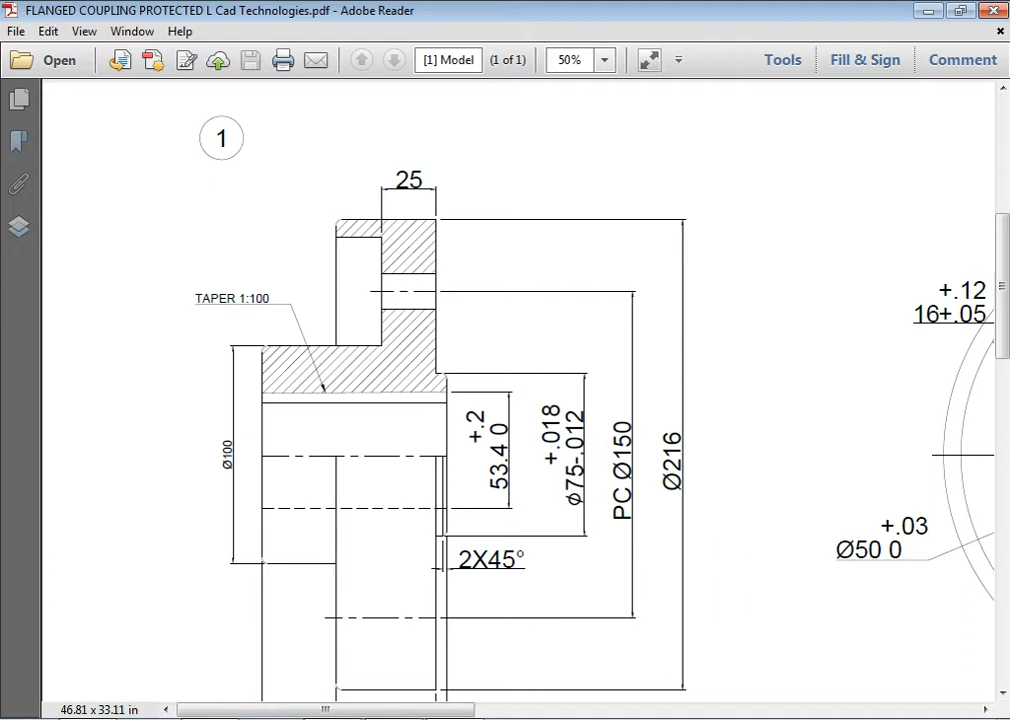 FLANGED COUPLING PROTECTED L Cad Technologies.pdf - Adobe Reader
File Edit View Window Help
Open
[1] Model
(1 of 1)
50%
Tools
Fill & Sign
Comment
1
25
TAPER 1:100
+.12
16+.05
Ø100
+.2
53.4 0
+.018
φ75-.012
PC Ø150
Ø216
+.03
Ø50 0
2X45°
46.81 x 33.11 in